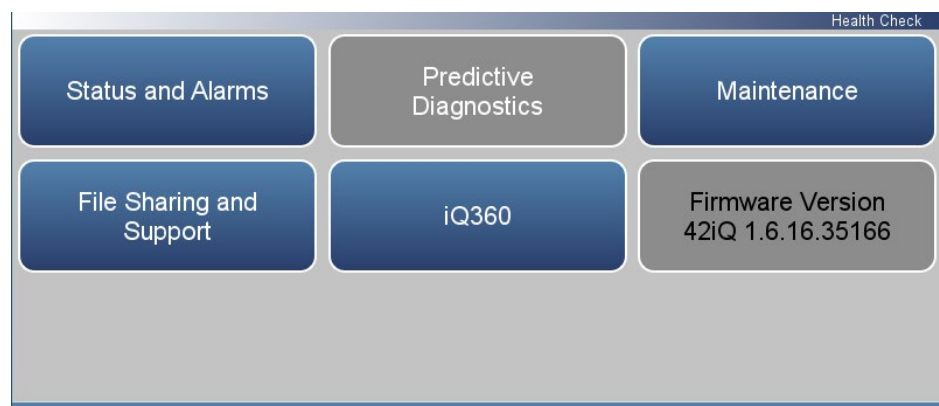 Health Check
Status and Alarms
Predictive
Diagnostics
Maintenance
File Sharing and
Support
iQ360
Firmware Version
42iQ 1.6.16.35166